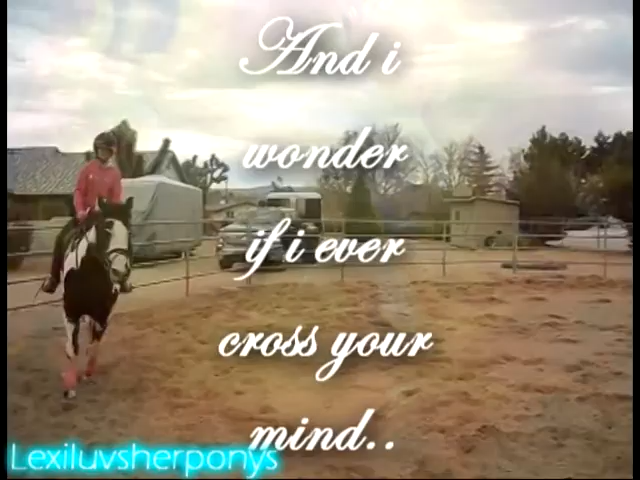 And i
wonder
if i ever
cross your
mind..
Lexiluvsherponys